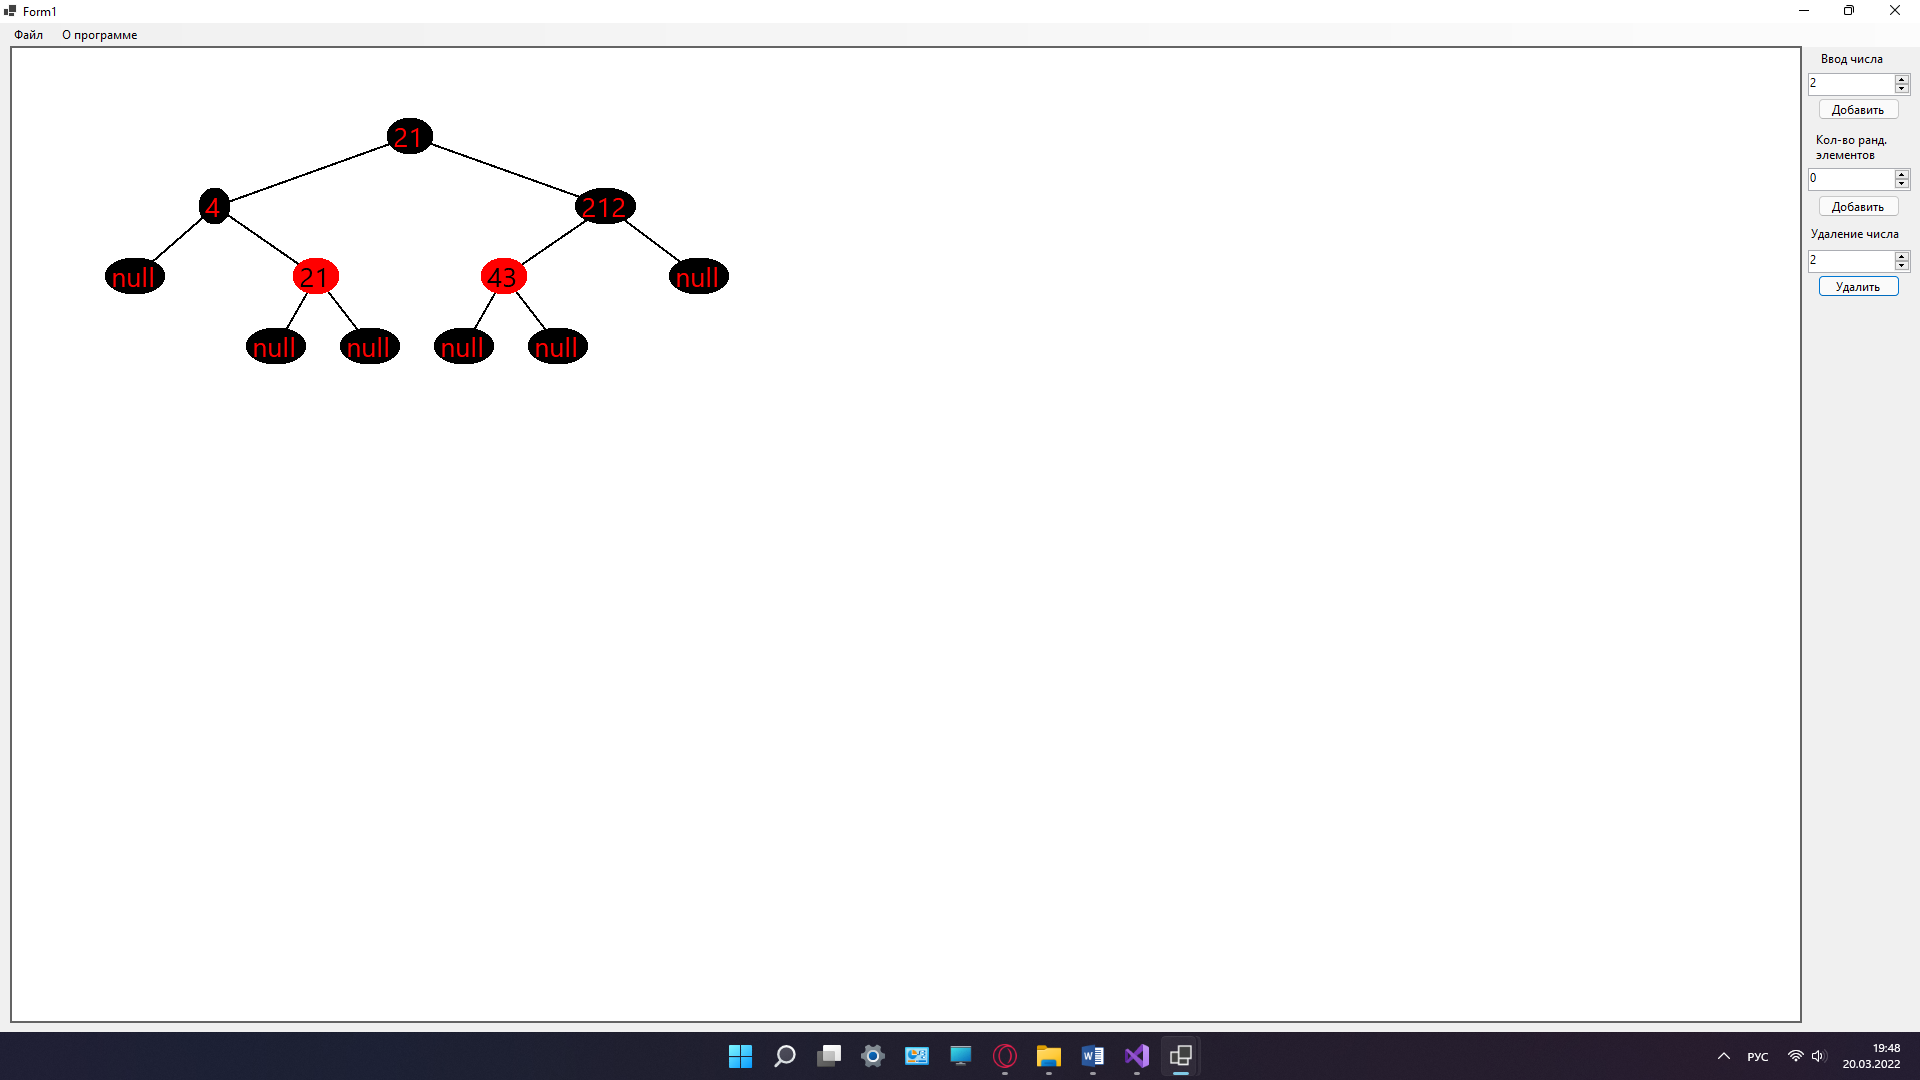 Form1
Файл О программе
21
4 212
null 21 43 null
null null null null
Ввод числа
2
Добавить
Кол-во ранд.
элементов
0
Добавить
Удаление числа
2
Удалить
РУС
19:48
20.03.2022